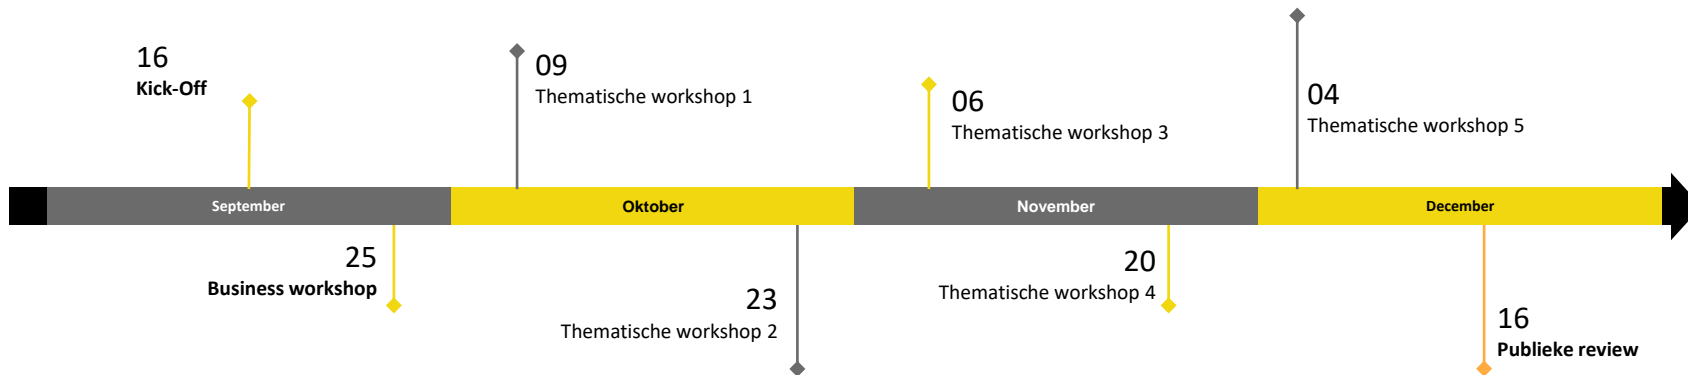 16
Kick-Off
09
Thematische workshop 1
06
Thematische workshop 3
04
Thematische workshop 5
September
Oktober
November
December
25
Business workshop
23
Thematische workshop 2
20
Thematische workshop 4
16
Publieke review